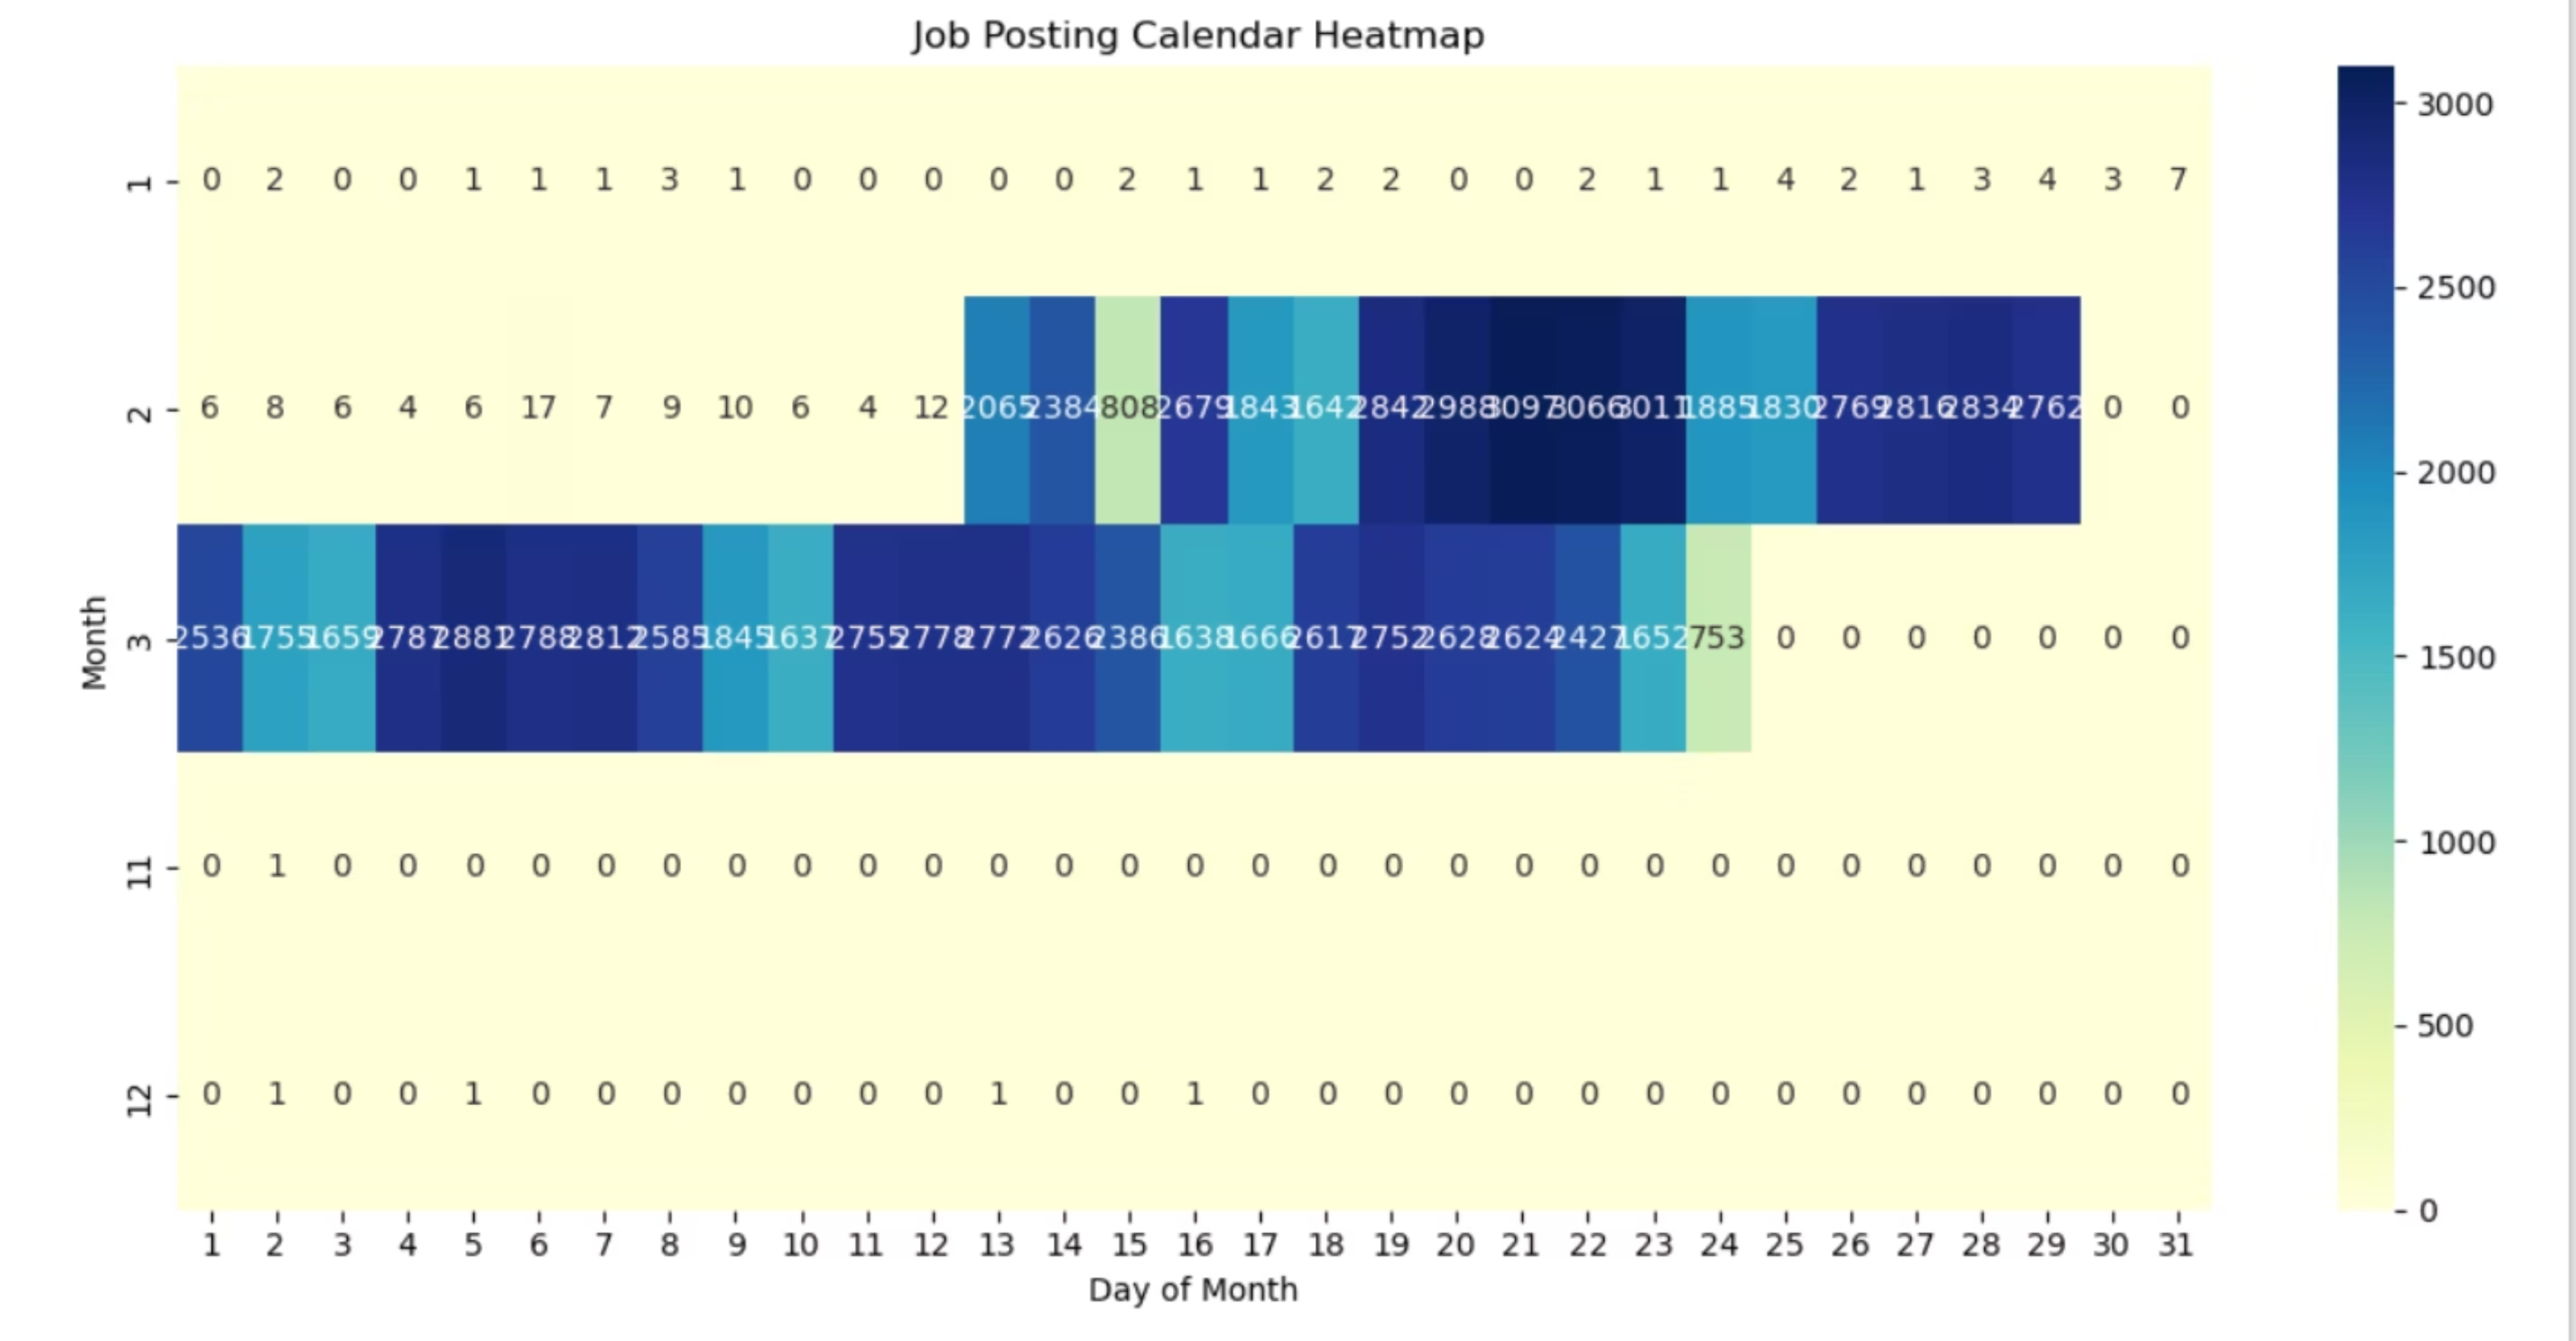 Job Posting Calendar Heatmap
1 0 2 0 0 1 1 1 3 1 0 0 0 0 0 2 1 1 2 2 0 0 2 1 1 4 2 1 3 4 3 7
2 6 8 6 4 6 17 7 9 10 6 4 12 2065 2384 808 2679 1843 1642 2842 2988 3097 3066 3011 1885 1830 2769 2816 2834 2762 0 0
3 2536 1755 1659 2787 2881 2788 2812 2585 1845 1637 2755 2778 2772 2626 2386 1638 1666 2617 2752 2628 2624 2427 1652 753 0 0 0 0 0 0 0
11 0 1 0 0 0 0 0 0 0 0 0 0 0 0 0 0 0 0 0 0 0 0 0 0 0 0 0 0 0 0 0
12 0 1 0 0 1 0 0 0 0 0 0 0 1 0 0 1 0 0 0 0 0 0 0 0 0 0 0 0 0 0 0
1 2 3 4 5 6 7 8 9 10 11 12 13 14 15 16 17 18 19 20 21 22 23 24 25 26 27 28 29 30 31
Day of Month
Month
3000
2500
2000
1500
1000
500
0